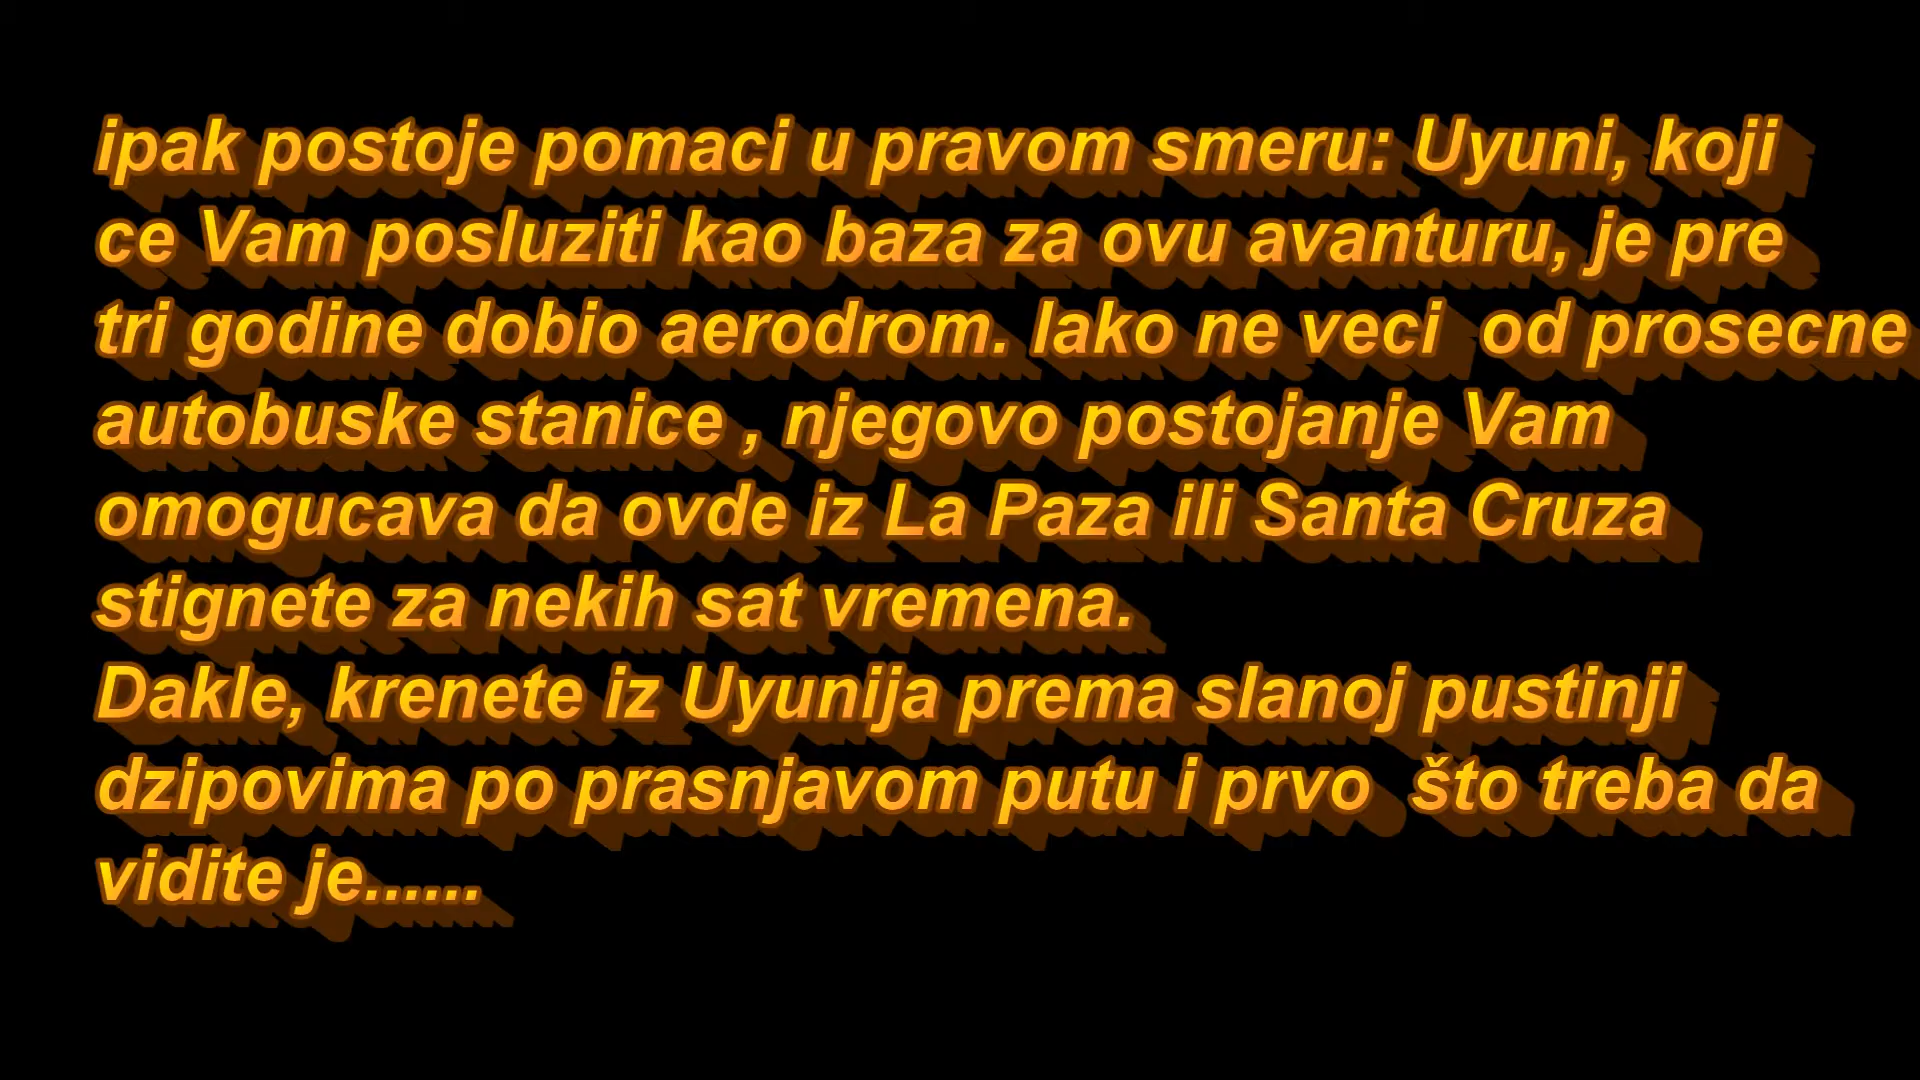 ipak postoje pomaci u pravom smeru: Uyuni, koji
ce Vam posluziti kao baza za ovu avanturu, je pre
tri godine dobio aerodrom. Iako ne veci  od prosecne
autobuske stanice , njegovo postojanje Vam
omogucava da ovde iz La Paza ili Santa Cruza
stignete za nekih sat vremena.
Dakle, krenete iz Uyunija prema slanoj pustinji
dzipovima po prasnjavom putu i prvo  što treba da
vidite je......